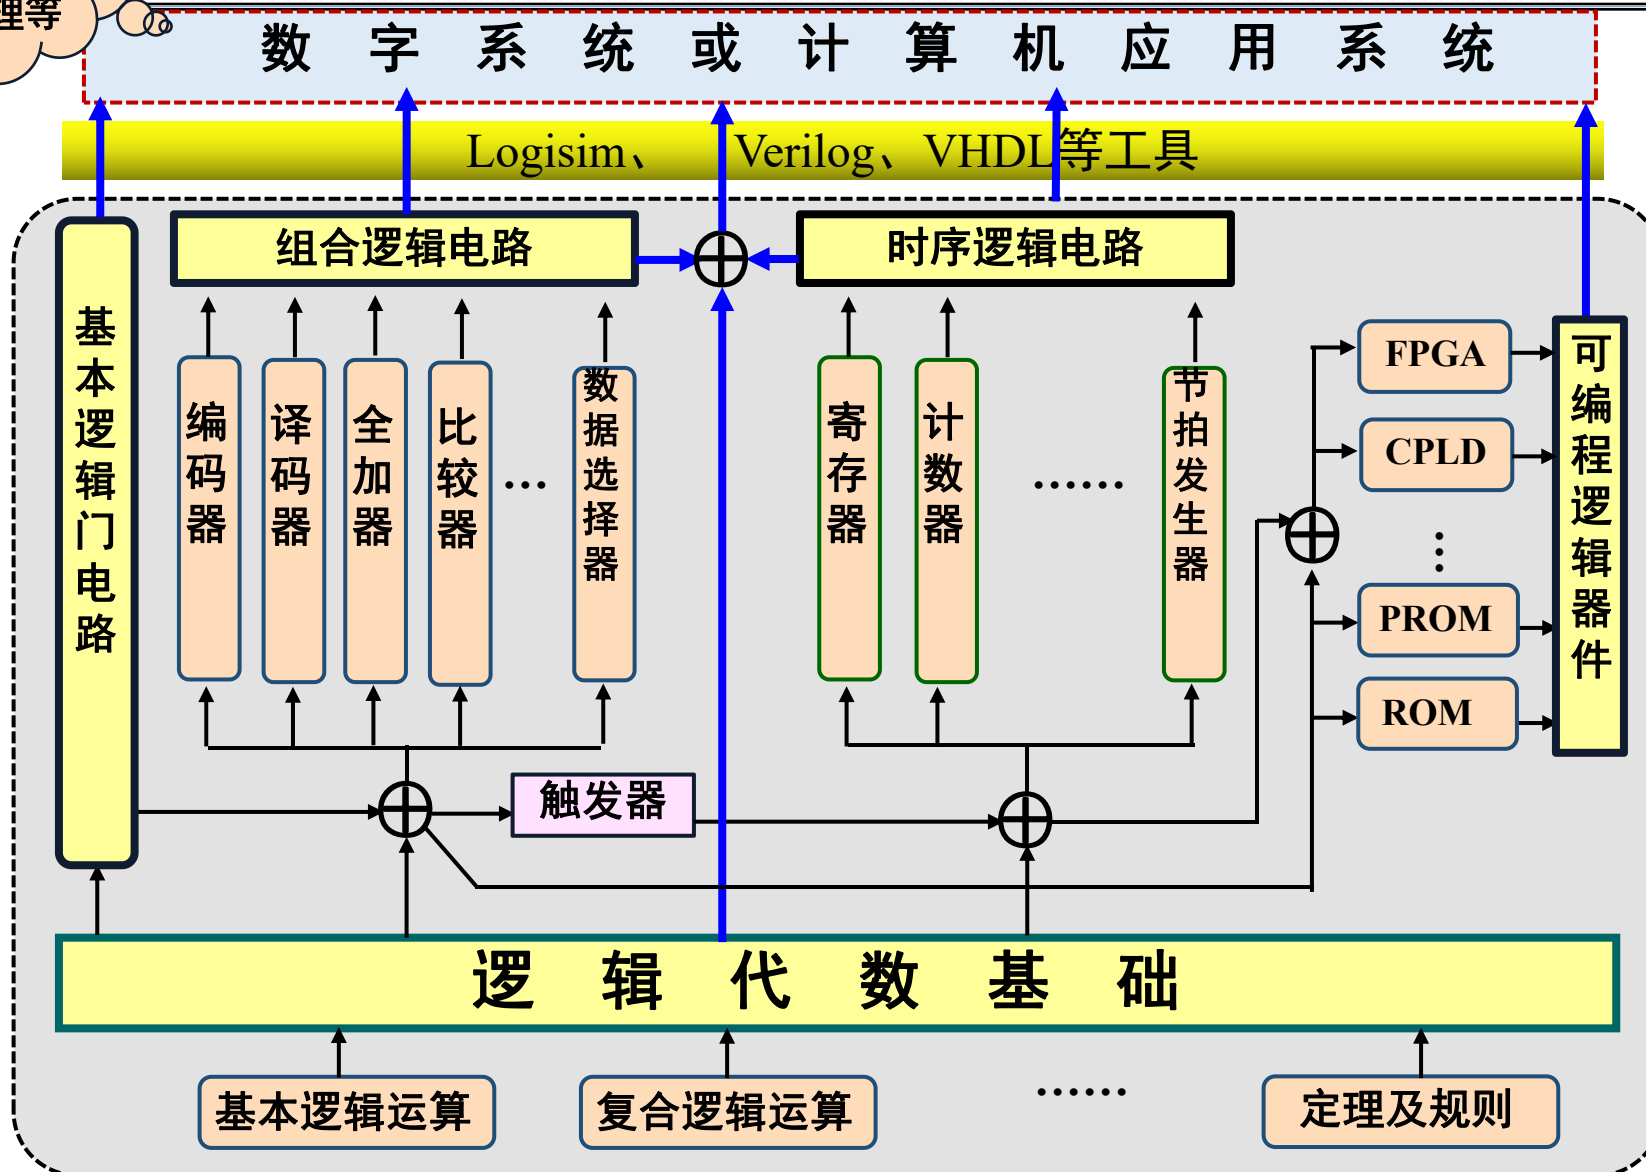 理等
数字系统或计算机应用系统
Logisim、 Verilog、VHDL等工具
组合逻辑电路
时序逻辑电路
基本逻辑门电路
编码器
译码器
全加器
比较器
…
数据选择器
寄存器
计数器
……
节拍发生器
FPGA
CPLD
⋮
PROM
ROM
可编程逻辑器件
触发器
逻辑代数基础
基本逻辑运算
复合逻辑运算
……
定理及规则